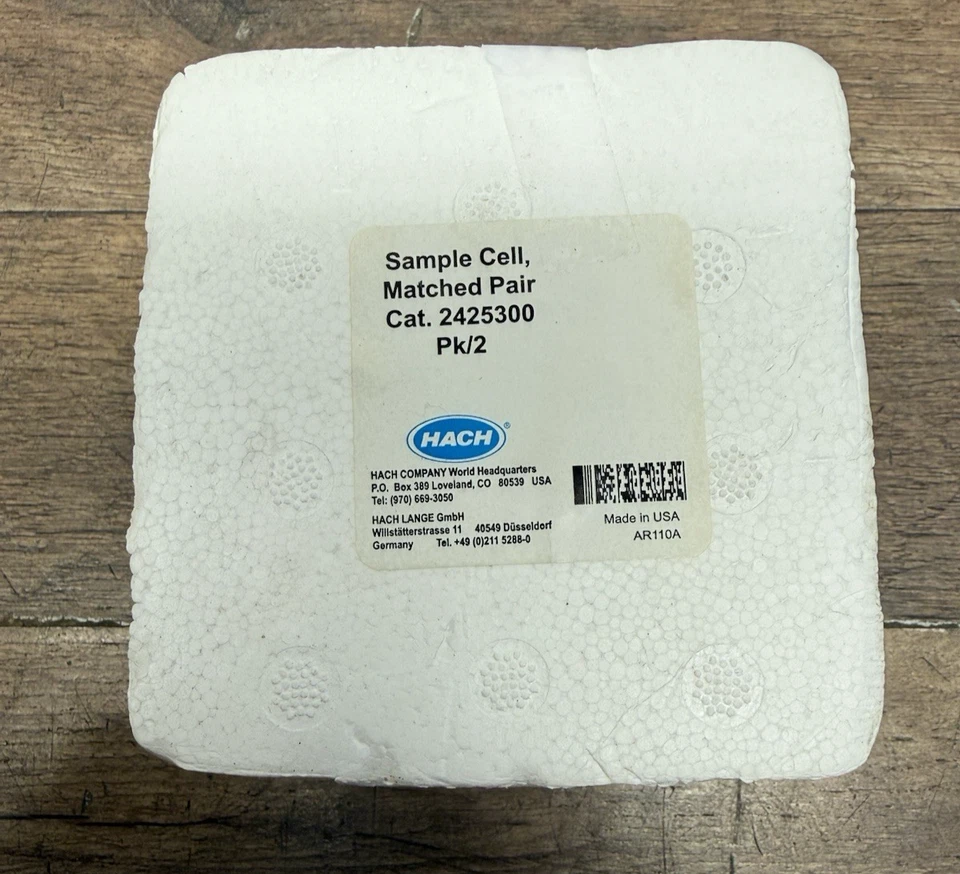 Sample Cell,
Matched Pair
Cat. 2425300
Pk/2
HACH®
HACH COMPANY World Headquarters
P.O. Box 389 Loveland, CO 80539 USA
Tel: (970) 669-3050
HACH LANGE GmbH
Willstätterstrasse 11 40549 Düsseldorf
Germany Tel. +49 (0)211 5288-0
Made in USA
AR110A